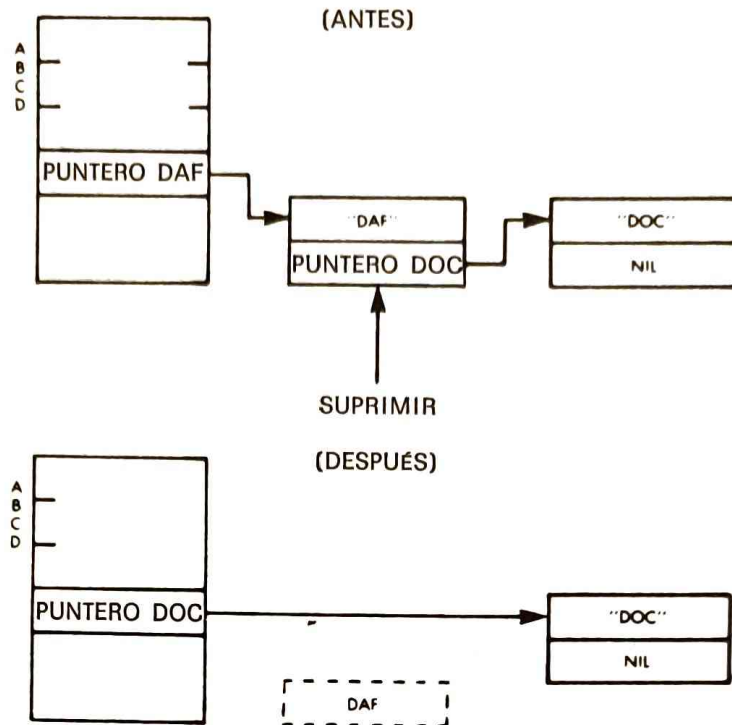 (ANTES)
A
B
C
D
PUNTERO DAF
"DAF"
PUNTERO DOC
"DOC"
NIL
SUPRIMIR
(DESPUÉS)
A
B
C
D
PUNTERO DOC
"DOC"
NIL
DAF